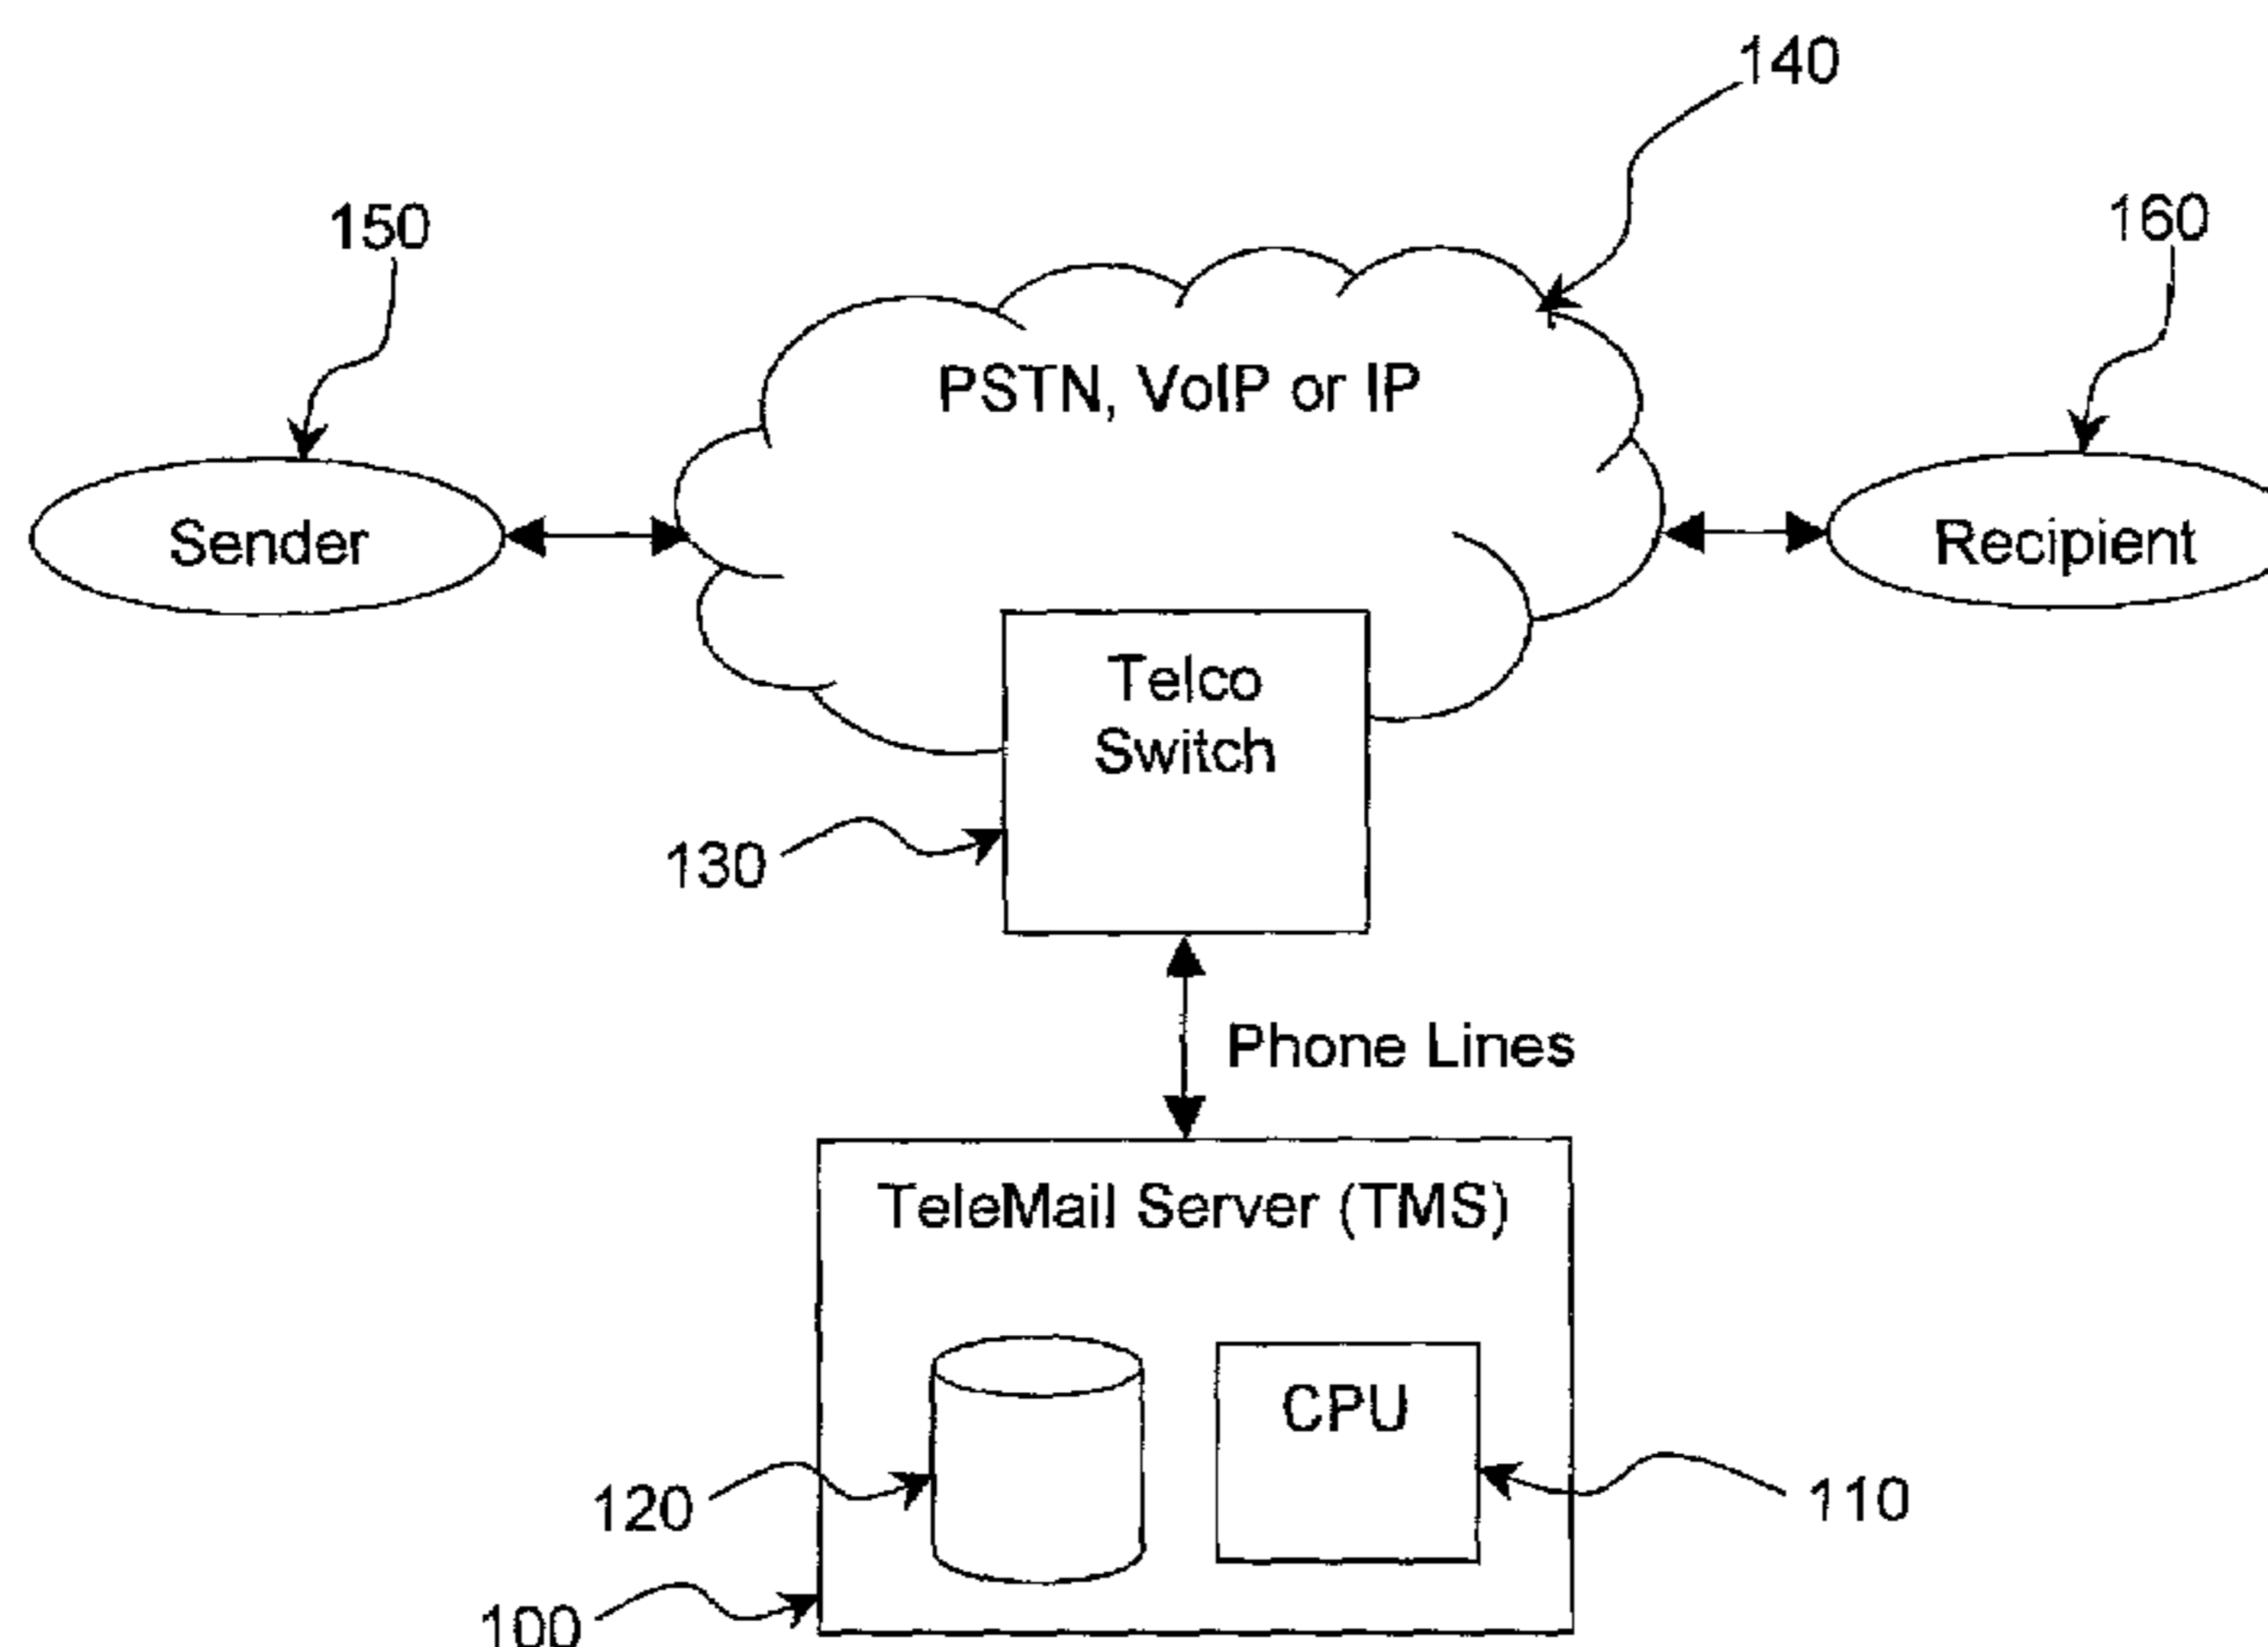 140
150
160
PSTN, VoIP or IP
Sender
Recipient
Telco
Switch
130
Phone Lines
TeleMail Server (TMS)
CPU
120
110
100